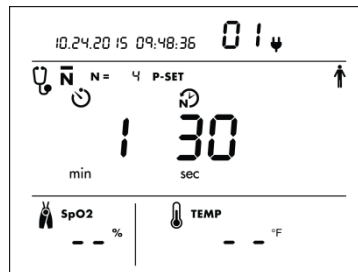 10.24.2015 09:48:36 01
N N = 4 P-SET
N
1 30
min sec
SpO2 TEMP
-- % -- °F